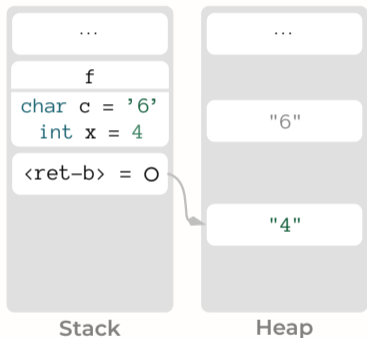 ...
f
char c = '6'
int x = 4
<ret-b> = O
Stack
...
"6"
"4"
Heap